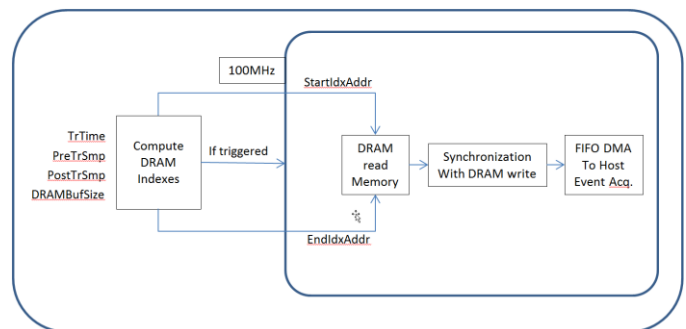 100MHz
StartIdxAddr
TrTime
PreTrSmp
PostTrSmp
DRAMBufSize
Compute
DRAM
Indexes
If triggered
DRAM
read
Memory
Synchronization
With DRAM write
FIFO DMA
To Host
Event Acq.
EndIdxAddr